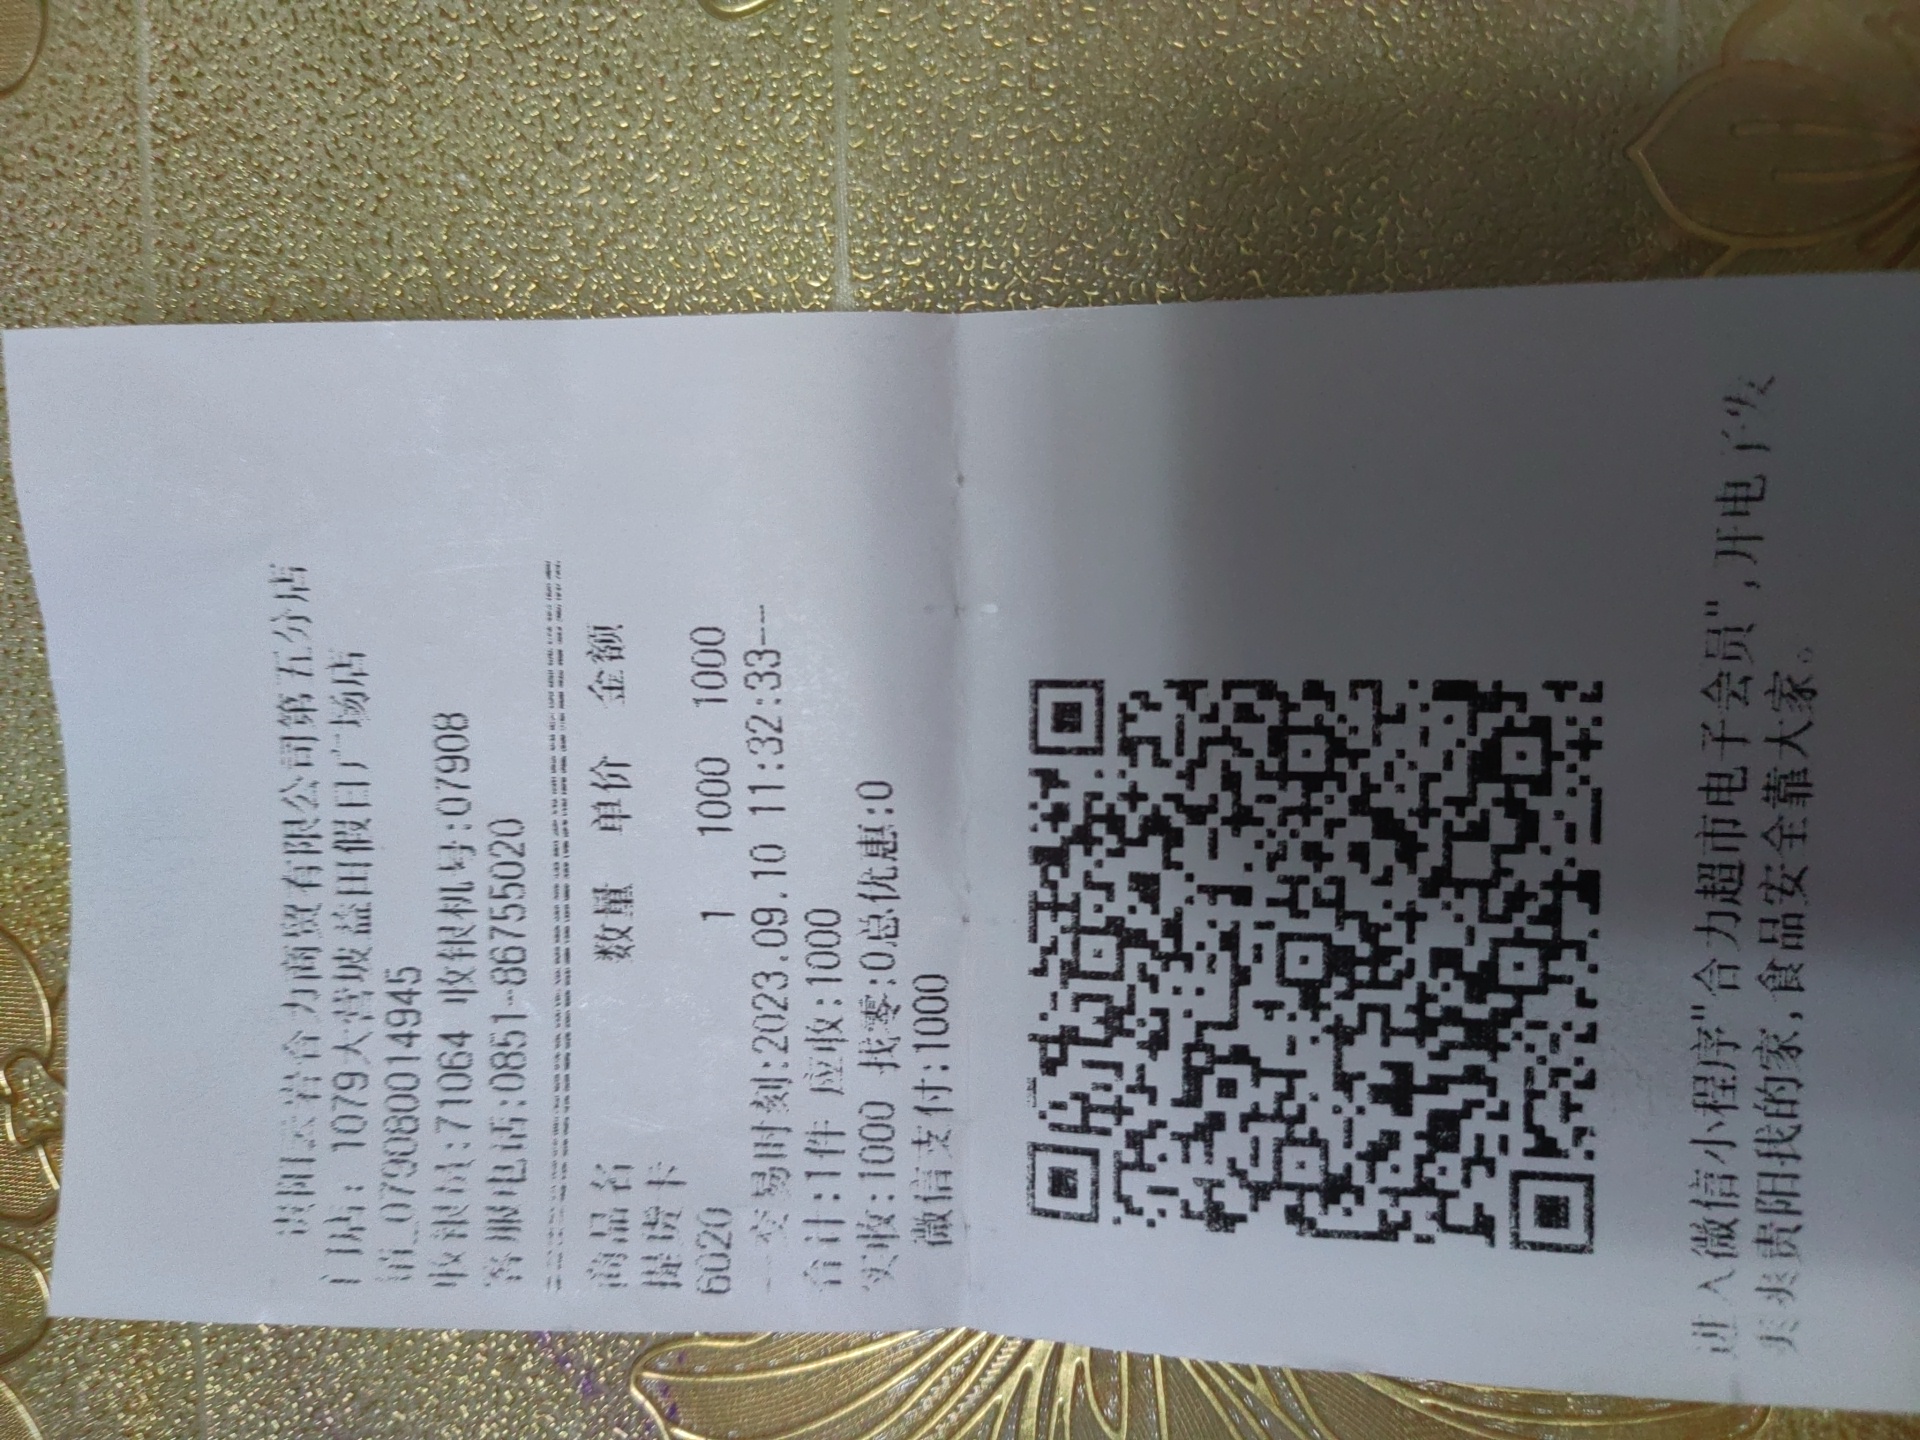 贵阳云岩合力商贸有限公司第五分店
门店: 1079大营坡益田假日广场店
销_079080800149 45
收银员:71064 收银机号:07908
客服电话:0851-86755020
商品名 数量 单价 金额
提货卡
6020 1 1000 1000
---交易时刻:2023.09.10 11:32:33---
合计:1件 应收:1000
实收:1000 找零:0总优惠:0
微信支付:1000
进入微信小程序"合力超市电子会员",开电子发
爽爽贵阳我的家,食品安全靠大家。